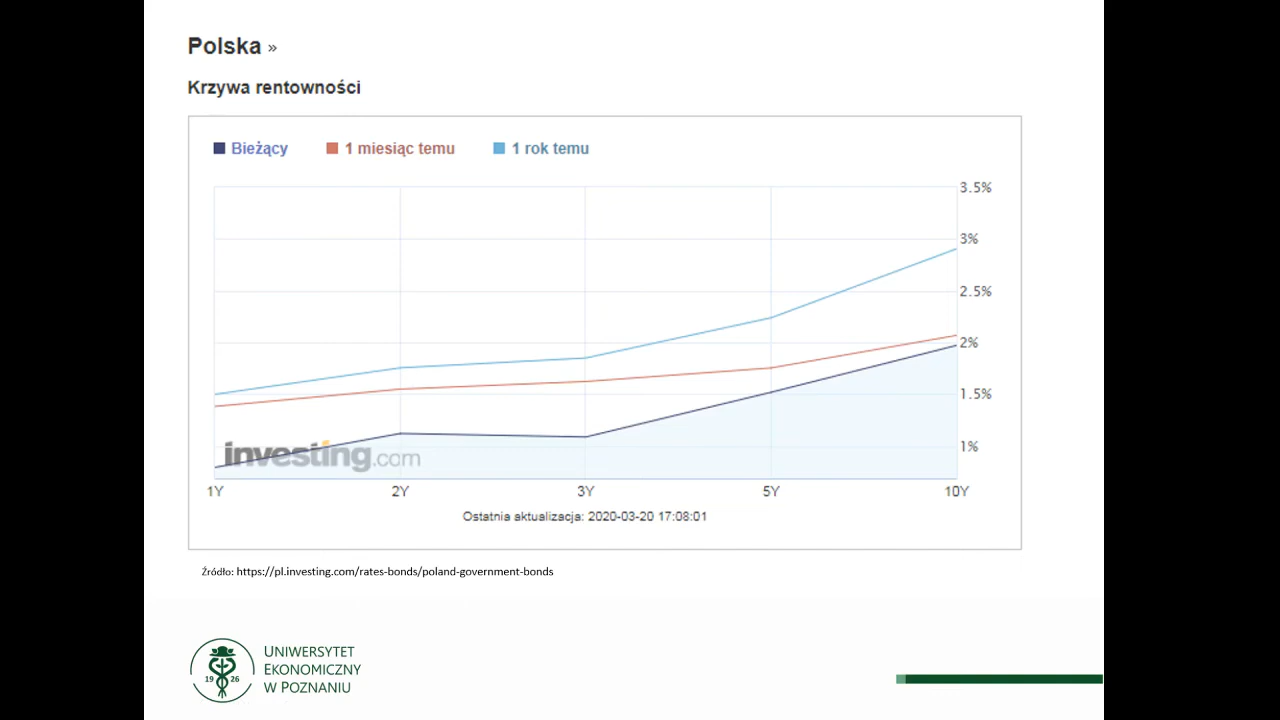 Polska »
Krzywa rentowności
Bieżący 1 miesiąc temu 1 rok temu
3.5%
3%
2.5%
2%
1.5%
1%
investing.com
1Y 2Y 3Y 5Y 10Y
Ostatnia aktualizacja: 2020-03-20 17:08:01
Źródło: https://pl.investing.com/rates-bonds/poland-government-bonds
19 26
UNIWERSYTET
EKONOMICZNY
W POZNANIU